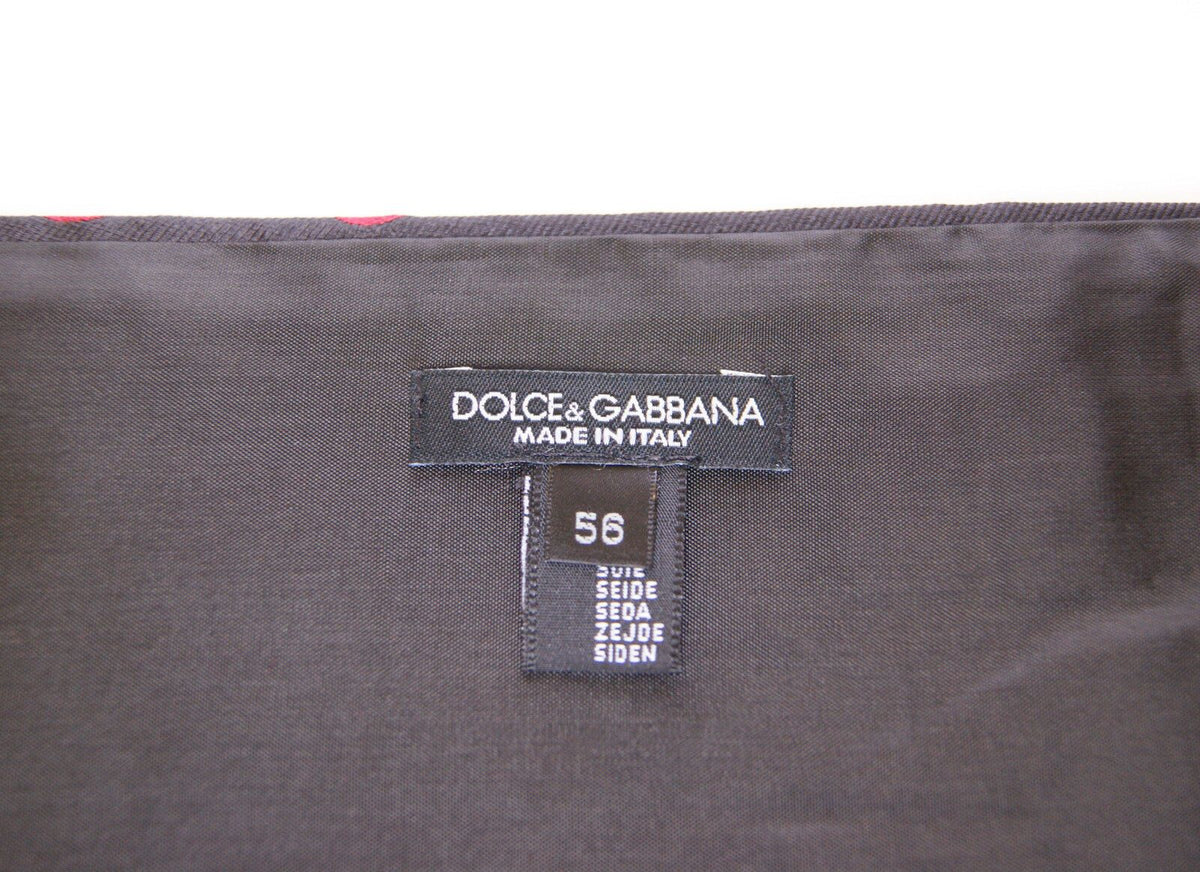 DOLCE & GABBANA
MADE IN ITALY
56
SEIDE
SEDA
ZEJDE
SIDEN